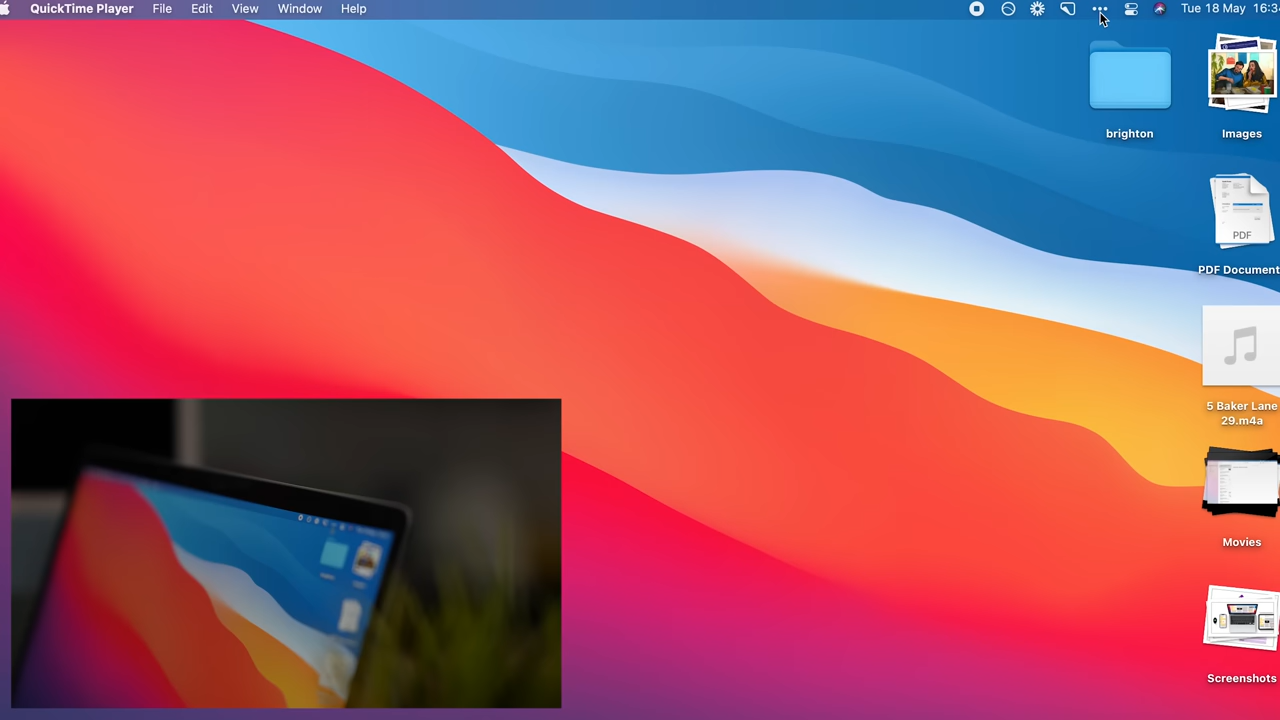 QuickTime Player File Edit View Window Help Tue 18 May 16:34
brighton
Images
PDF
PDF Document
5 Baker Lane
29.m4a
Movies
Screenshots